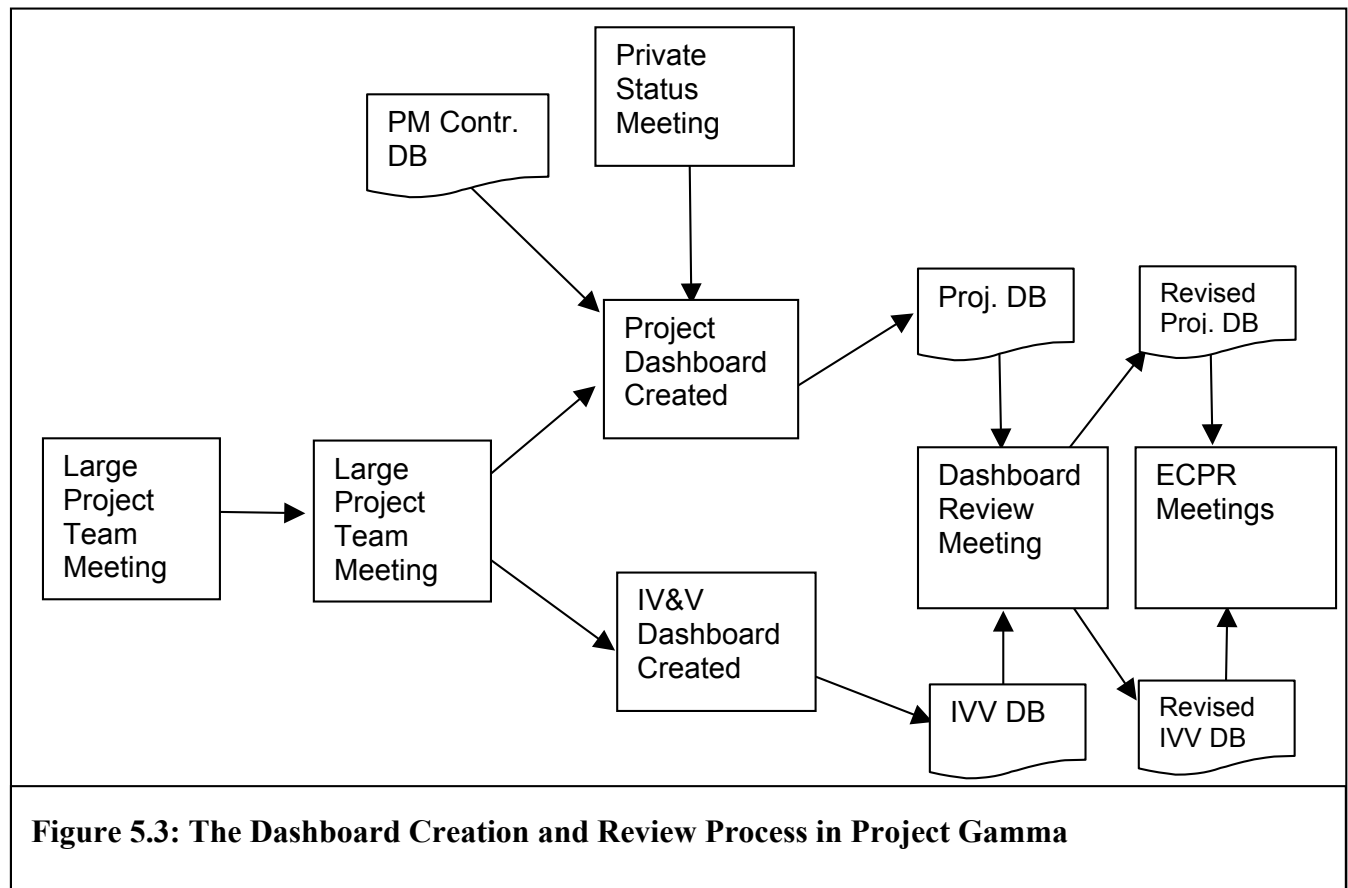 Private
Status
Meeting
PM Contr.
DB
Project
Dashboard
Created
Proj. DB
Revised
Proj. DB
Large
Project
Team
Meeting
Large
Project
Team
Meeting
Dashboard
Review
Meeting
ECPR
Meetings
IV&V
Dashboard
Created
IVV DB
Revised
IVV DB
Figure 5.3: The Dashboard Creation and Review Process in Project Gamma